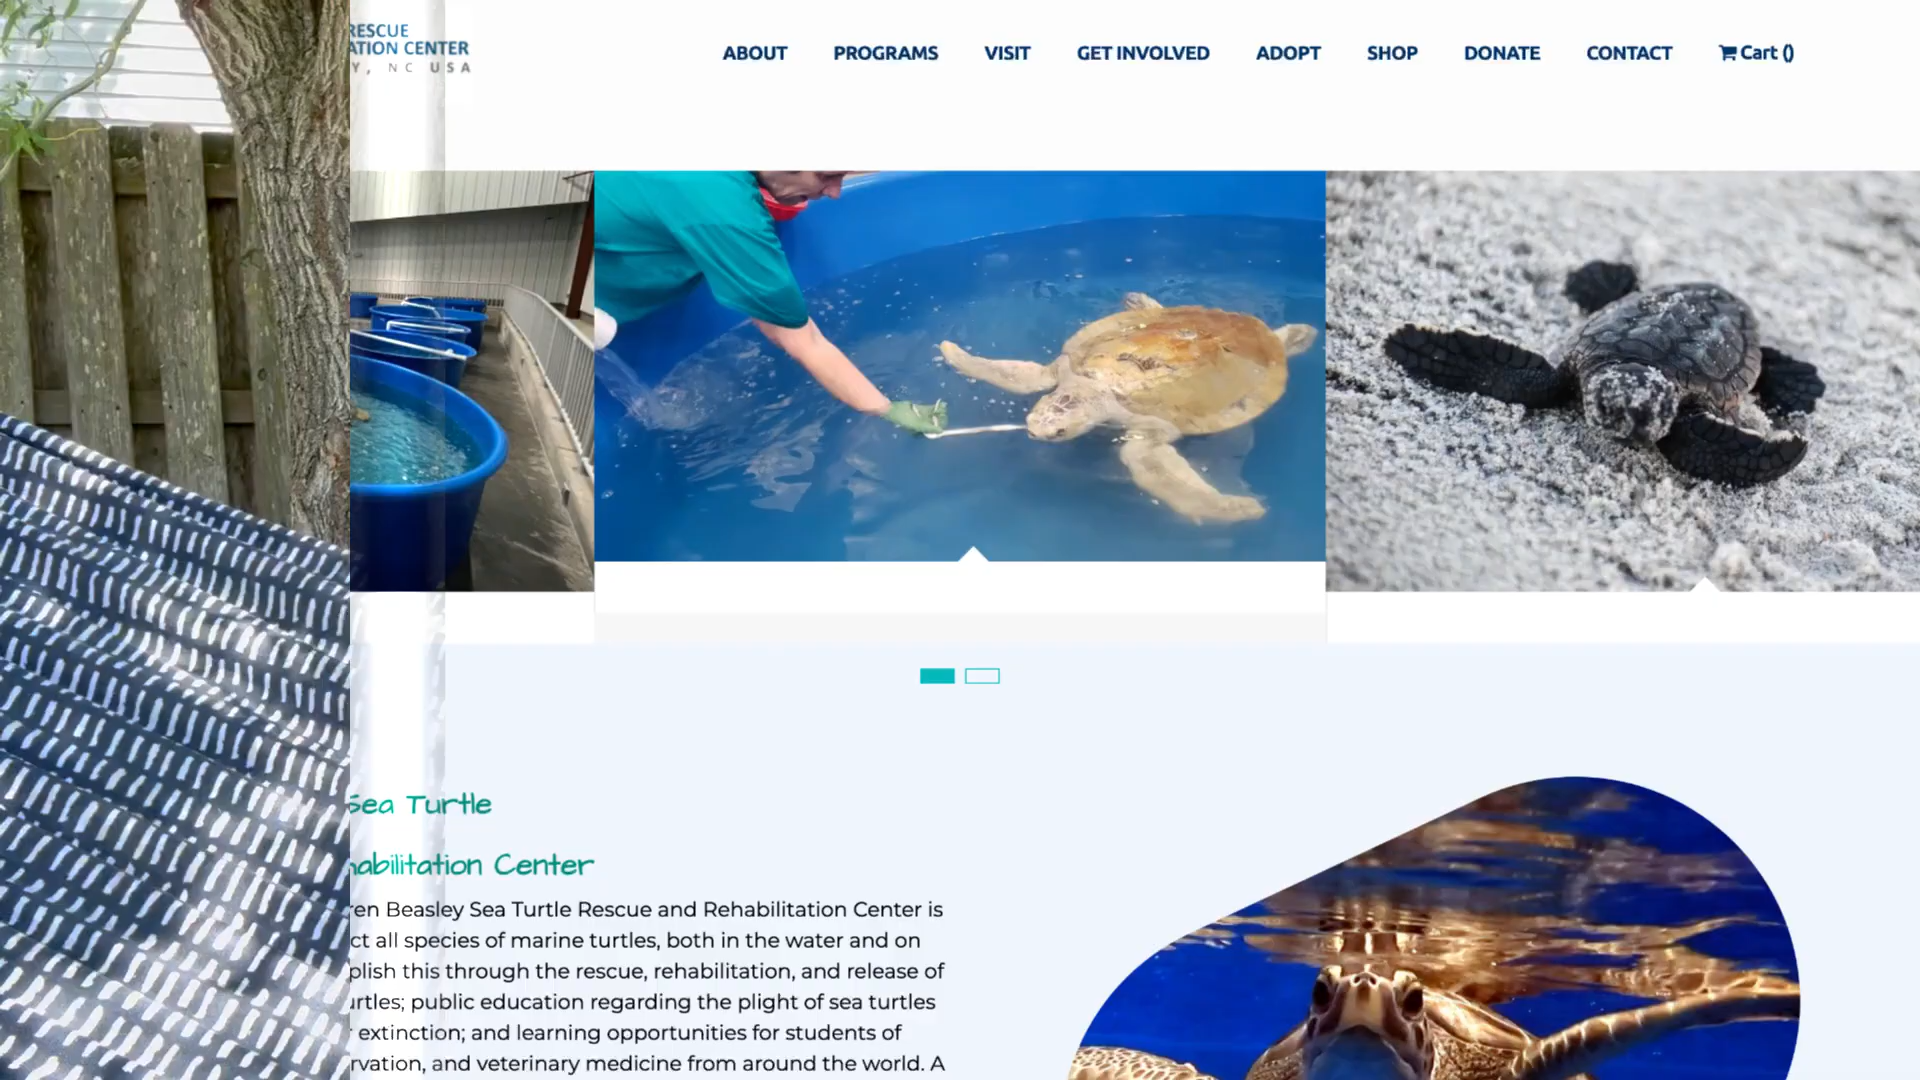 RESCUE
ATION CENTER
Y, NC USA
ABOUT PROGRAMS VISIT GET INVOLVED ADOPT SHOP DONATE CONTACT Cart ()
Sea Turtle
habilitation Center
ren Beasley Sea Turtle Rescue and Rehabilitation Center is
ct all species of marine turtles, both in the water and on
plish this through the rescue, rehabilitation, and release of
urtles; public education regarding the plight of sea turtles
extinction; and learning opportunities for students of
rvation, and veterinary medicine from around the world. A